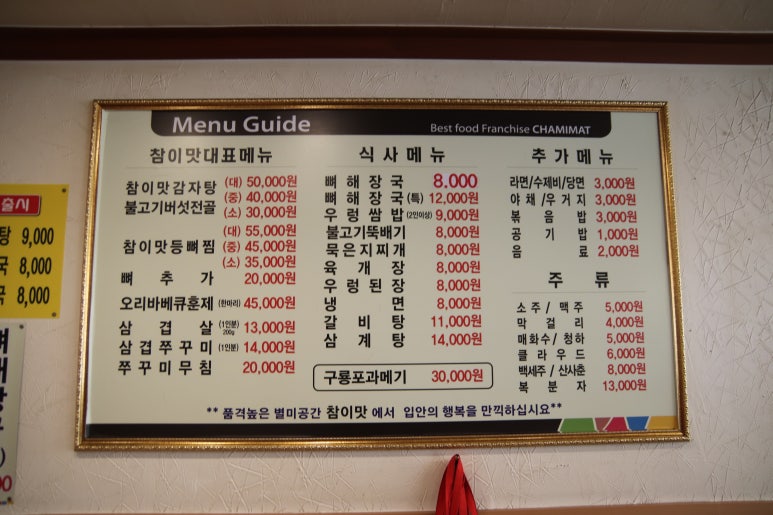 Menu Guide
Best food Franchise CHAMIMAT
참이맛대표메뉴
참이맛감자탕 (대) 50,000원
불고기버섯전골 (중) 40,000원
(소) 30,000원
(대) 55,000원
참이맛등뼈찜 (중) 45,000원
(소) 35,000원
뼈추가 20,000원
오리바베큐훈제 (한마리) 45,000원
삼겹살 (1인분) 200g 13,000원
삼겹쭈꾸미 (1인분) 14,000원
쭈꾸미무침 20,000원
식사메뉴
뼈해장국 8.000
뼈해장국(특) 12,000원
우렁쌈밥 (2인이상) 9,000원
불고기뚝배기 8,000원
묵은지찌개 8,000원
육개장 8,000원
우렁된장 8,000원
냉면 8,000원
갈비탕 11,000원
삼계탕 14,000원
구룡포과메기 30,000원
추가메뉴
라면/수제비/당면 3,000원
야채/우거지 3,000원
볶음밥 3,000원
공기밥 1,000원
음료 2,000원
주류
소주/맥주 5,000원
막걸리 4,000원
매화수/청하 5,000원
클라우드 6,000원
백세주/산사춘 8,000원
복분자 13,000원
** 품격높은 별미공간 참이맛 에서 입안의 행복을 만끽하십시요**
출시
탕 9,000
국 8,000
국 8,000
뼈
해
장